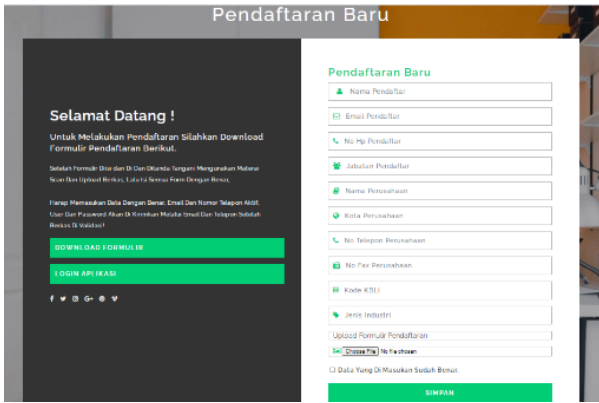 Pendaftaran Baru
Selamat Datang !
Untuk Melakukan Pendaftaran Silahkan Download
Formulir Pendaftaran Berikut.
Setelah Formulir Diisi dan Di Dan Ditanda Tangani Mengunakan Materai
Scan Dan Upload Berkas, Lalu Isi Semua Form Dengan Benar,
Harap Memasukan Data Dengan Benar, Email Dan Nomor Telapon Aktif,
User Dan Password Akan Di Kirimkan Melalui Email Dan Telepon Setelah
Berkas Di Validasi!
DOWNLOAD FORMULIR
LOGIN APLIKASI
Pendaftaran Baru
Nama Pendaftar
Email Pendaftar
No Hp Pendaftar
Jabatan Pendaftar
Nama Perusahaan
Kota Perusahaan
No Telepon Perusahaan
No Fax Perusahaan
Kode KBLI
Jenis Industri
Upload Formulir Pendaftaran
Choose File No file chosen
Data Yang Di Masukan Sudah Benar.
SIMPAN